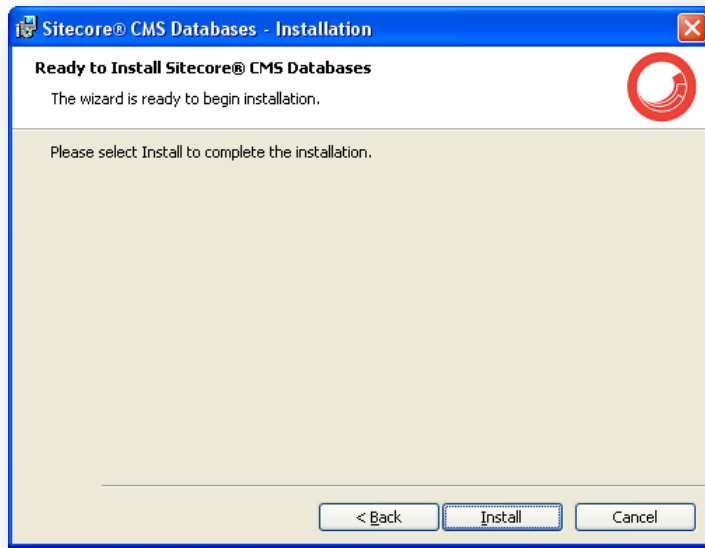 Sitecore® CMS Databases - Installation
Ready to Install Sitecore® CMS Databases
The wizard is ready to begin installation.
Please select Install to complete the installation.
< Back
Install
Cancel